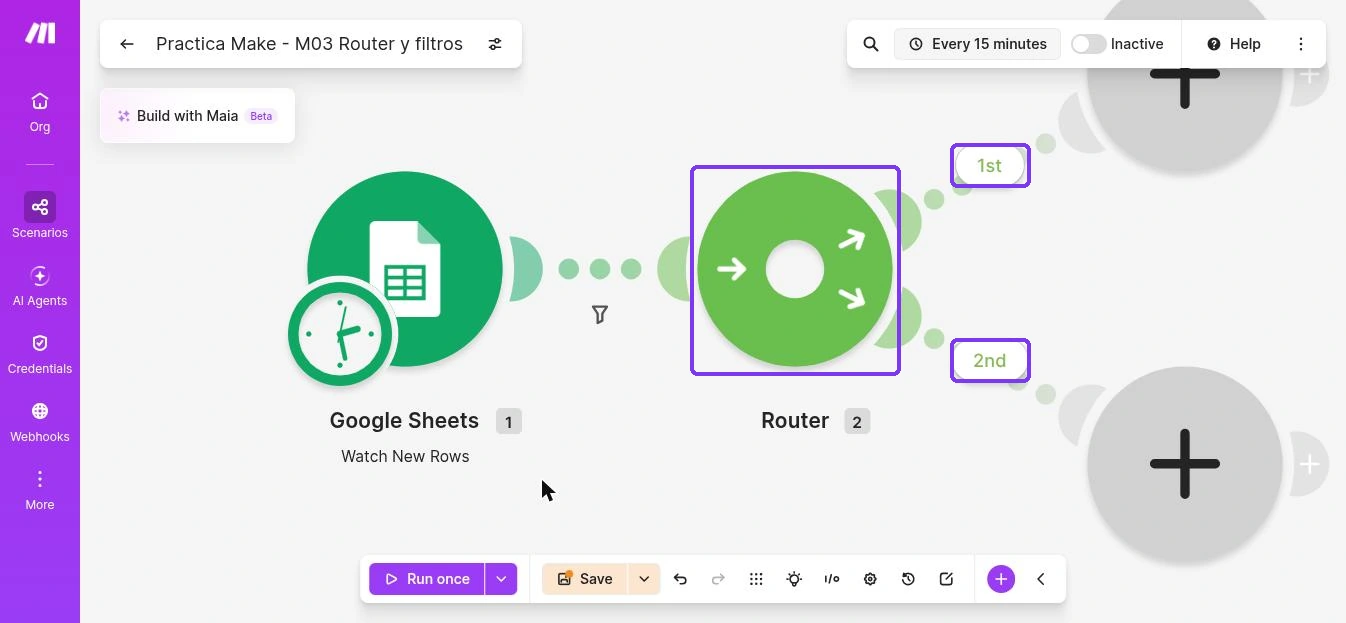 Practica Make - M03 Router y filtros
Every 15 minutes
Inactive
Help
Build with Maia Beta
Org
Scenarios
AI Agents
Credentials
Webhooks
More
1st
2nd
Google Sheets 1
Watch New Rows
Router 2
Run once
Save